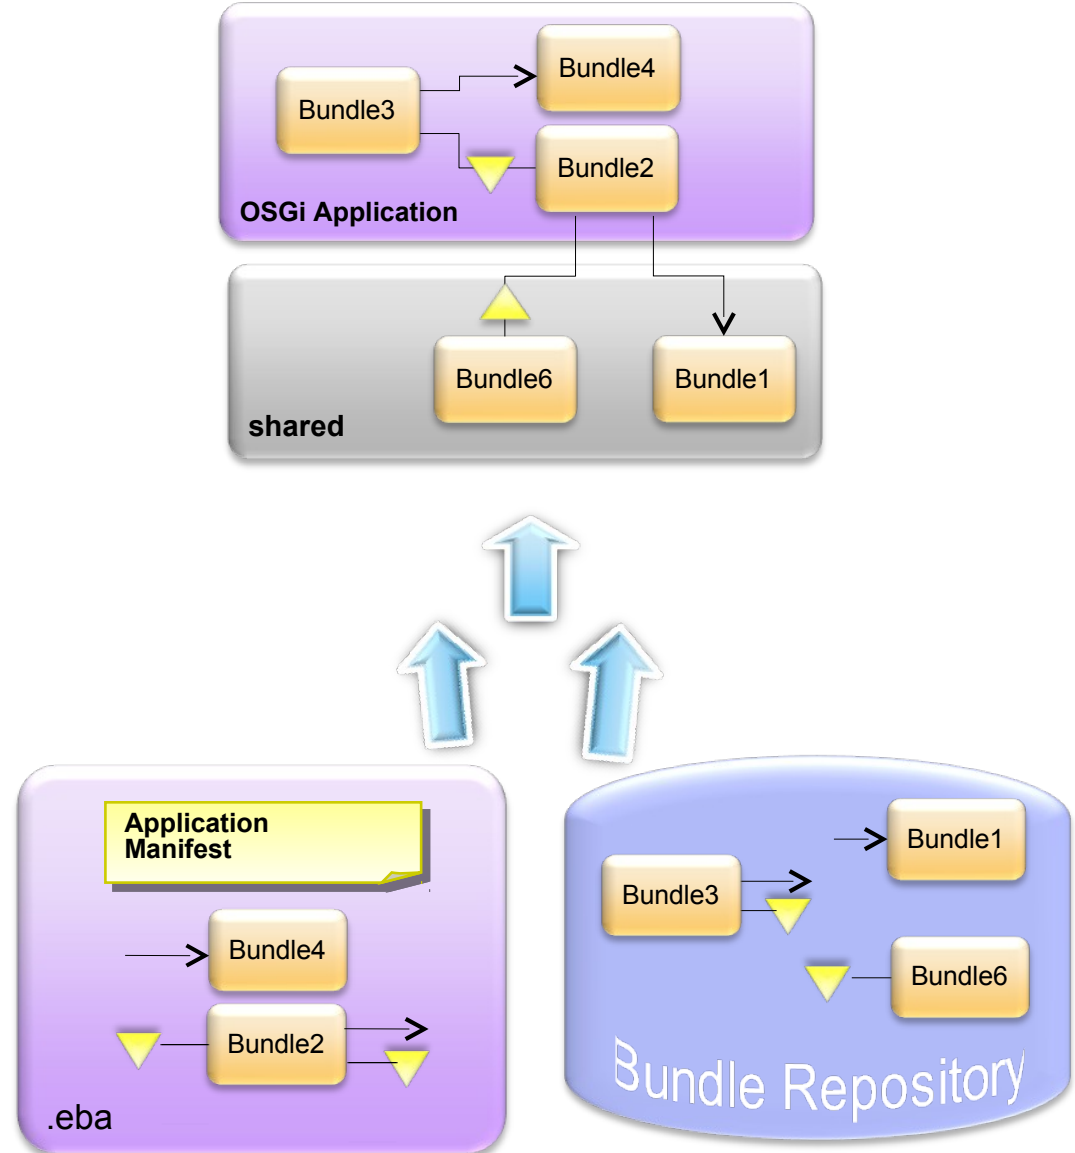 Bundle4
Bundle3
Bundle2
OSGi Application
Bundle6
Bundle1
shared
Application
Manifest
Bundle4
Bundle2
.eba
Bundle1
Bundle3
Bundle6
Bundle Repository